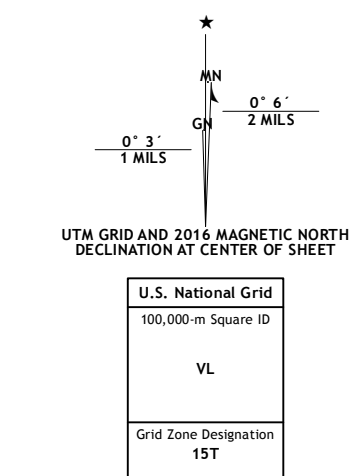 ★
MN
0° 6´
2 MILS
GN
0° 3´
1 MILS
UTM GRID AND 2016 MAGNETIC NORTH
DECLINATION AT CENTER OF SHEET
U.S. National Grid
100,000-m Square ID
VL
Grid Zone Designation
15T